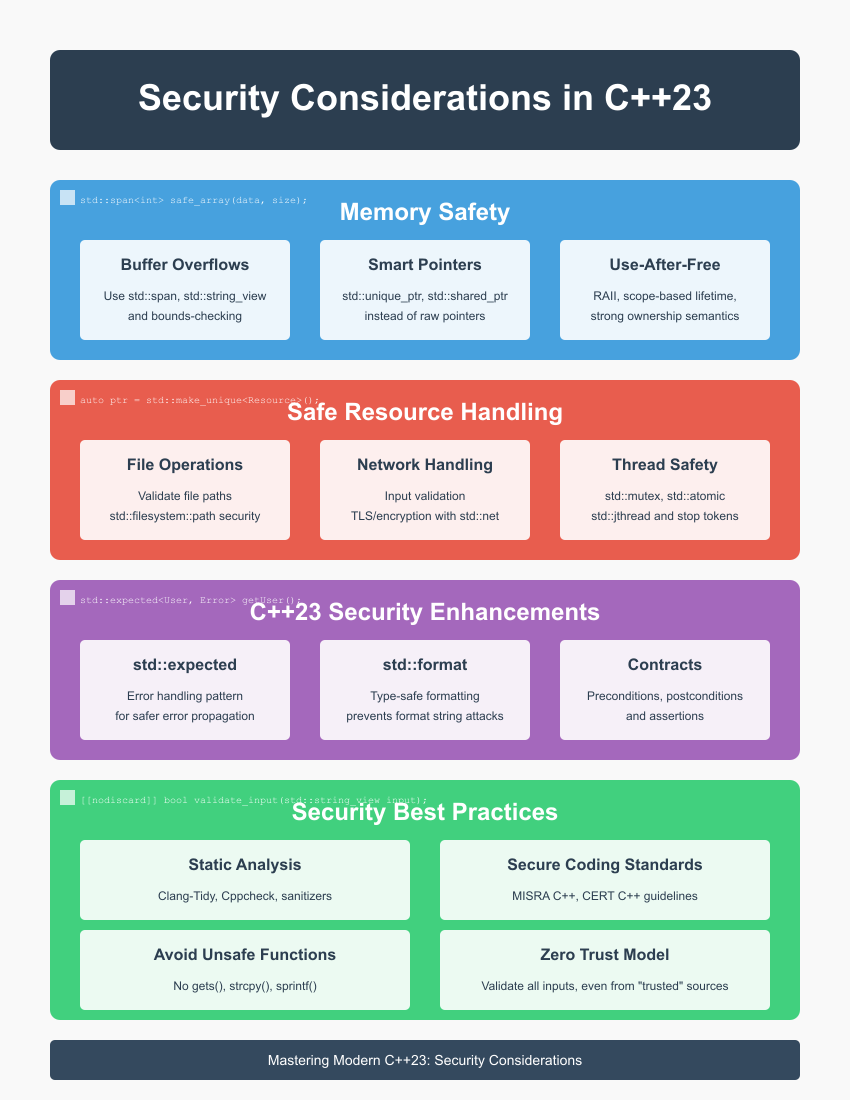 Security Considerations in C++23
std::span<int> safe_array(data, size);
Memory Safety
Buffer Overflows
Use std::span, std::string_view
and bounds-checking
Smart Pointers
std::unique_ptr, std::shared_ptr
instead of raw pointers
Use-After-Free
RAII, scope-based lifetime,
strong ownership semantics
auto ptr = std::make_unique<Resource>();
Safe Resource Handling
File Operations
Validate file paths
std::filesystem::path security
Network Handling
Input validation
TLS/encryption with std::net
Thread Safety
std::mutex, std::atomic
std::jthread and stop tokens
std::expected<User, Error> getUser();
C++23 Security Enhancements
std::expected
Error handling pattern
for safer error propagation
std::format
Type-safe formatting
prevents format string attacks
Contracts
Preconditions, postconditions
and assertions
[[nodiscard]] bool validate_input(std::string_view input);
Security Best Practices
Static Analysis
Clang-Tidy, Cppcheck, sanitizers
Secure Coding Standards
MISRA C++, CERT C++ guidelines
Avoid Unsafe Functions
No gets(), strcpy(), sprintf()
Zero Trust Model
Validate all inputs, even from "trusted" sources
Mastering Modern C++23: Security Considerations